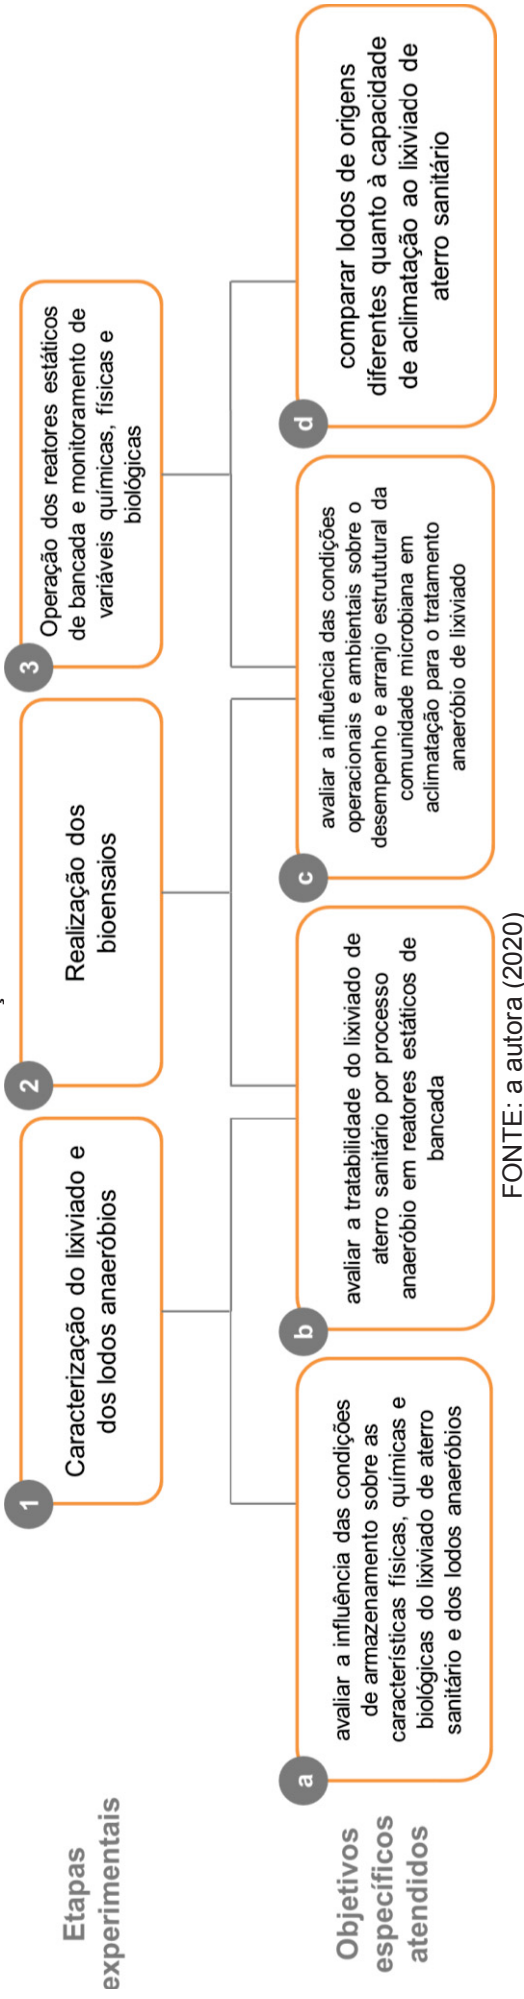 Etapas
experimentais
1
Caracterização do lixiviado e
dos lodos anaeróbios
2
Realização dos
bioensaios
3
Operação dos reatores estáticos
de bancada e monitoramento de
variáveis químicas, físicas e
biológicas
Objetivos
específicos
atendidos
a
avaliar a influência das condições
de armazenamento sobre as
características físicas, químicas e
biológicas do lixiviado de aterro
sanitário e dos lodos anaeróbios
b
avaliar a tratabilidade do lixiviado de
aterro sanitário por processo
anaeróbio em reatores estáticos de
bancada
c
avaliar a influência das condições
operacionais e ambientais sobre o
desempenho e arranjo estrututural da
comunidade microbiana em
aclimatação para o tratamento
anaeróbio de lixiviado
d
comparar lodos de origens
diferentes quanto à capacidade
de aclimatação ao lixiviado de
aterro sanitário
FONTE: a autora (2020)